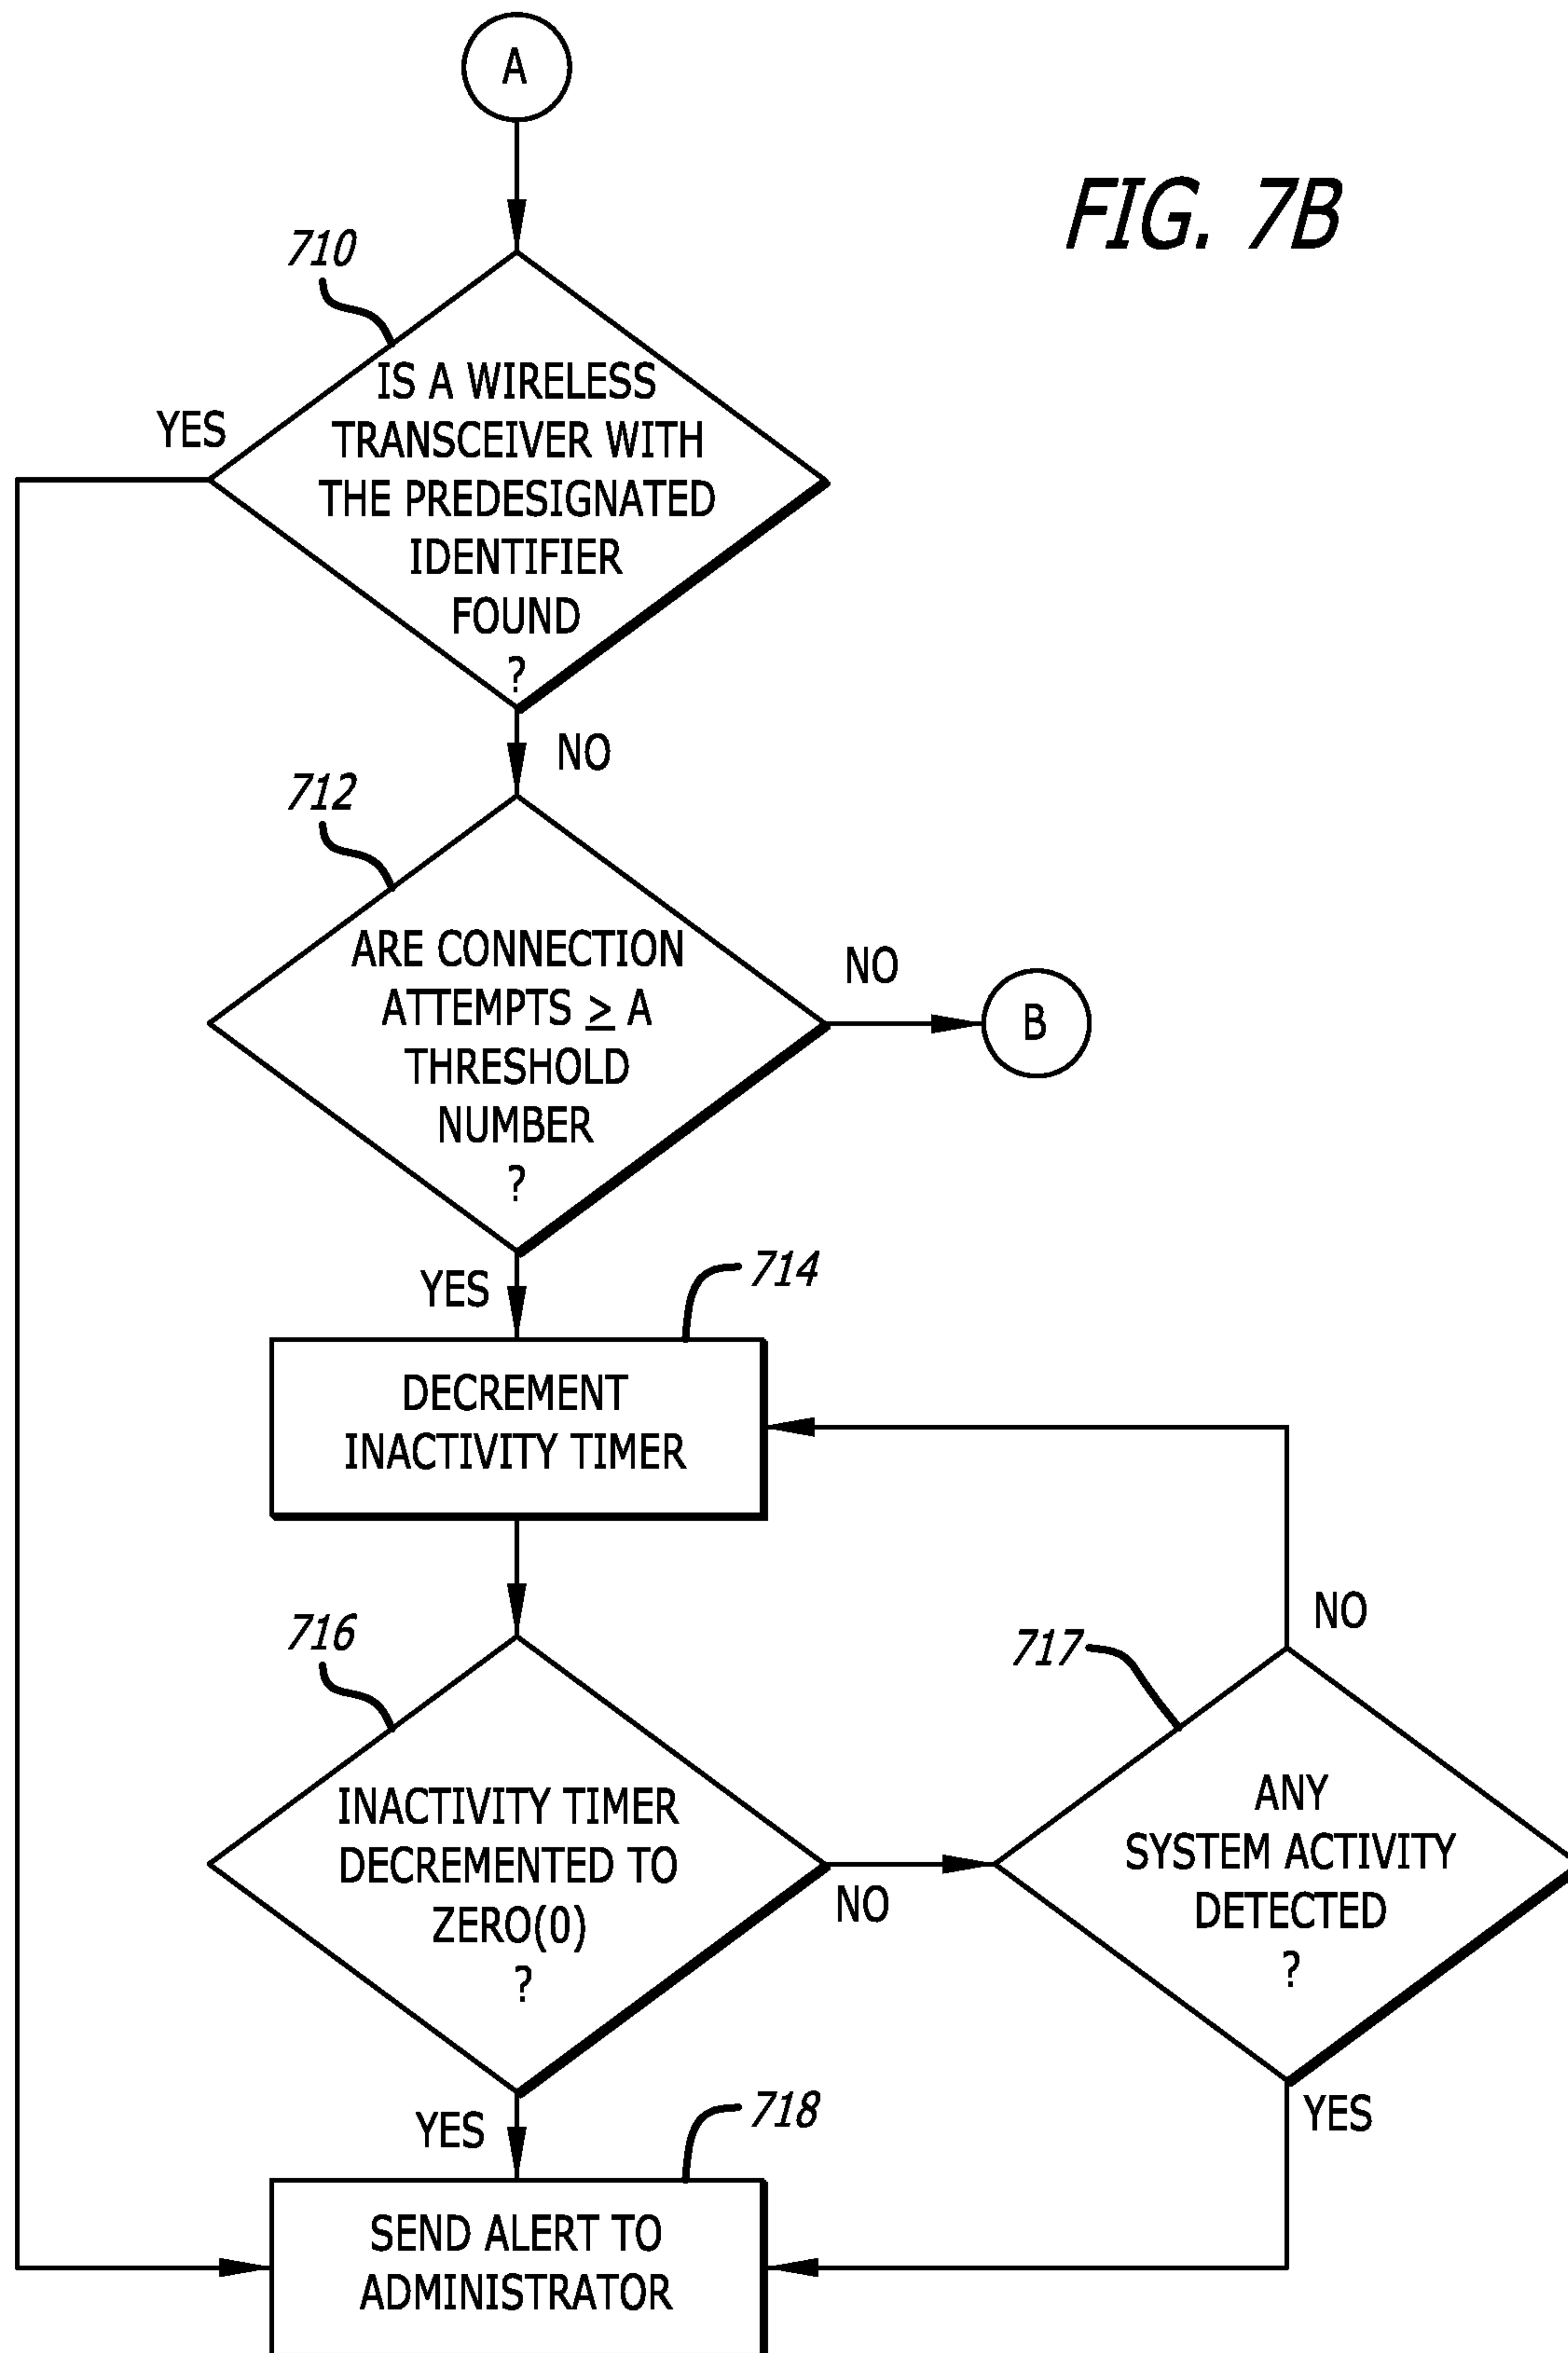 A
FIG. 7B
710
IS A WIRELESS
TRANSCEIVER WITH
THE PREDESIGNATED
IDENTIFIER
FOUND
?
YES
NO
712
ARE CONNECTION
ATTEMPTS ≥ A
THRESHOLD
NUMBER
?
NO
B
YES
714
DECREMENT
INACTIVITY TIMER
716
INACTIVITY TIMER
DECREMENTED TO
ZERO(0)
?
NO
717
NO
ANY
SYSTEM ACTIVITY
DETECTED
?
YES
YES
718
SEND ALERT TO
ADMINISTRATOR